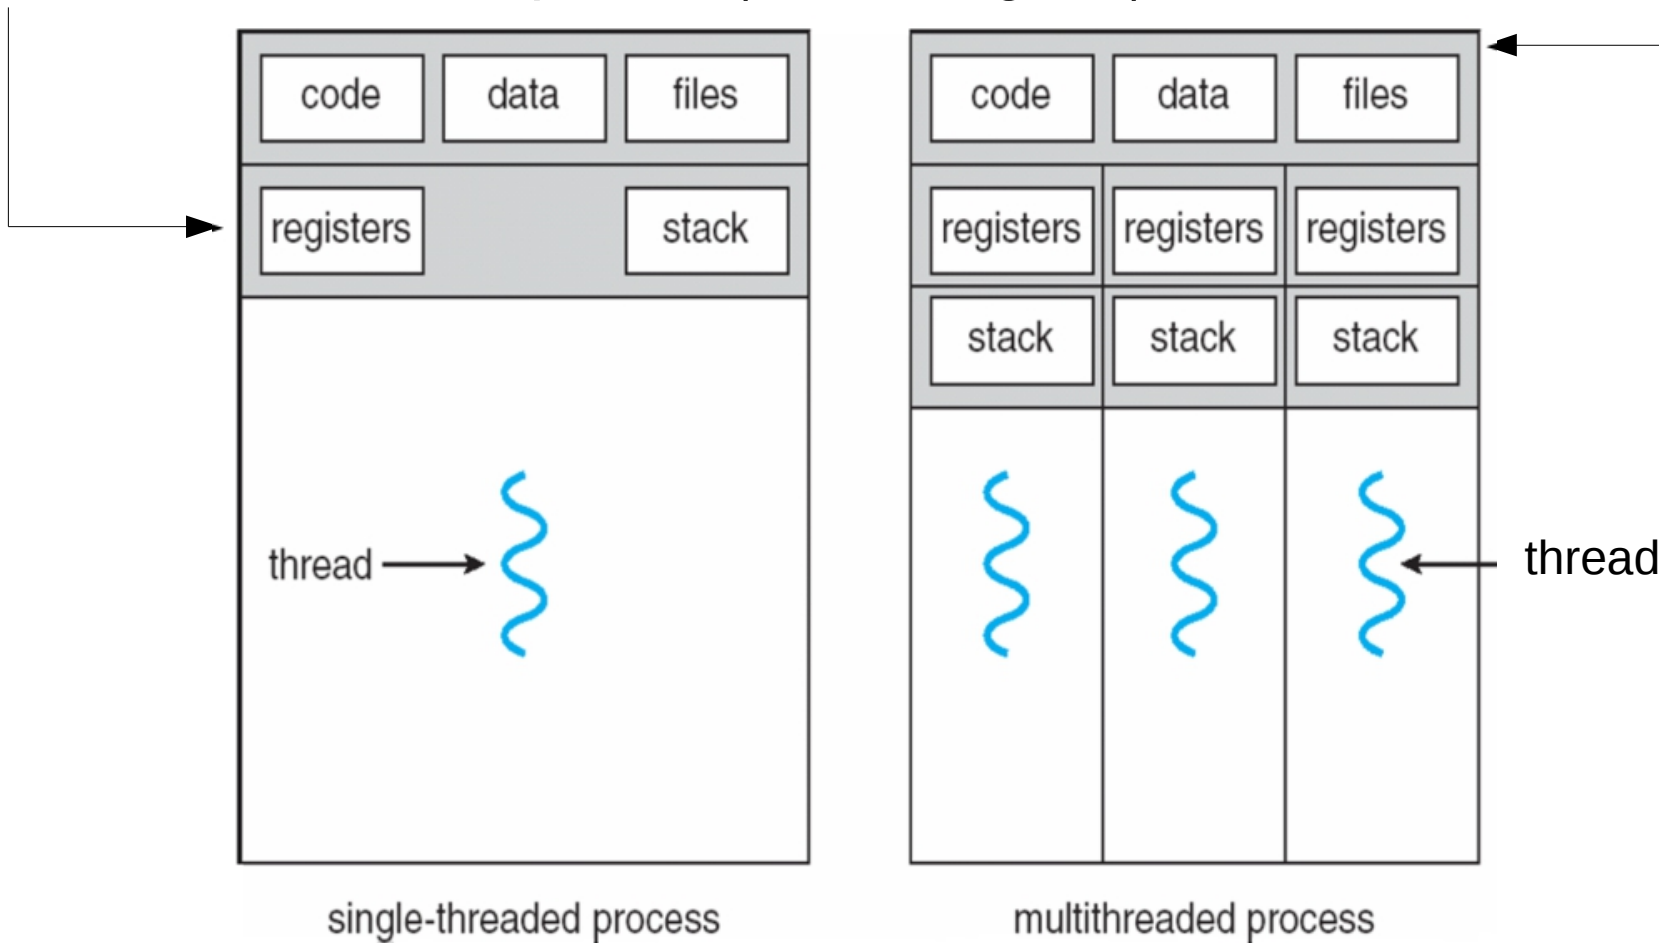 code data files code data files
registers stack registers registers registers
stack stack stack
thread thread
single-threaded process multithreaded process